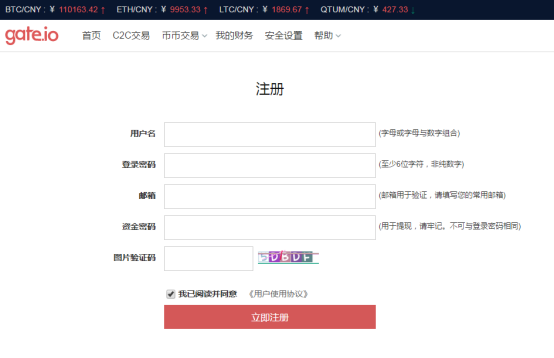 BTC/CNY : ¥ 110163.42 ↑ ETH/CNY : ¥ 9953.33 ↑ LTC/CNY : ¥ 1869.67 ↑ QTUM/CNY : ¥ 427.33 ↓
gate.io 首页 C2C交易 币币交易 我的财务 安全设置 帮助
注册
用户名 (字母或字母与数字组合)
登录密码 (至少6位字符，非纯数字)
邮箱 (邮箱用于验证，请填写您的常用邮箱)
资金密码 (用于提现，请牢记。不可与登录密码相同)
图片验证码
我已阅读并同意 《用户使用协议》
立即注册